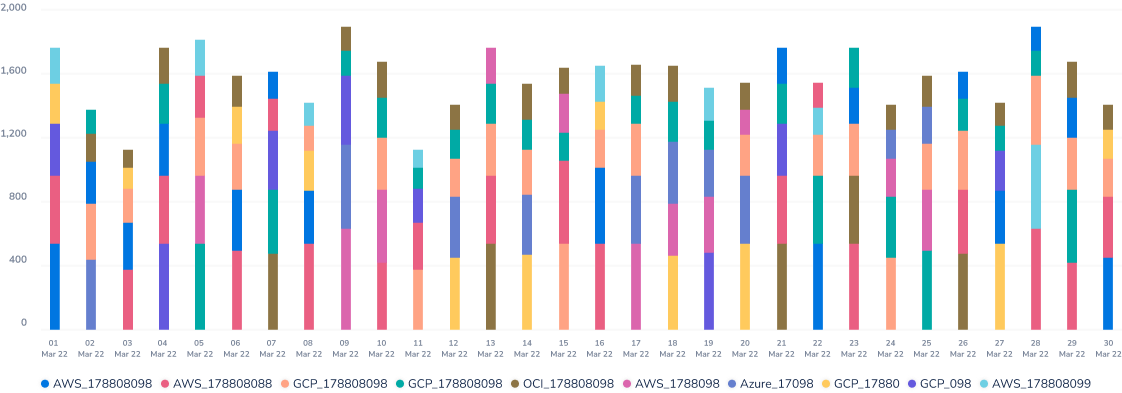 2,000
1,600
1,200
800
400
0
01 02 03 04 05 06 07 08 09 10 11 12 13 14 15 16 17 18 19 20 21 22 23 24 25 26 27 28 29 30
Mar 22 Mar 22 Mar 22 Mar 22 Mar 22 Mar 22 Mar 22 Mar 22 Mar 22 Mar 22 Mar 22 Mar 22 Mar 22 Mar 22 Mar 22 Mar 22 Mar 22 Mar 22 Mar 22 Mar 22 Mar 22 Mar 22 Mar 22 Mar 22 Mar 22 Mar 22 Mar 22 Mar 22 Mar 22 Mar 22
AWS_178808098 AWS_178808088 GCP_178808098 GCP_178808098 OCI_178808098 AWS_1788098 Azure_17098 GCP_17880 GCP_098 AWS_178808099